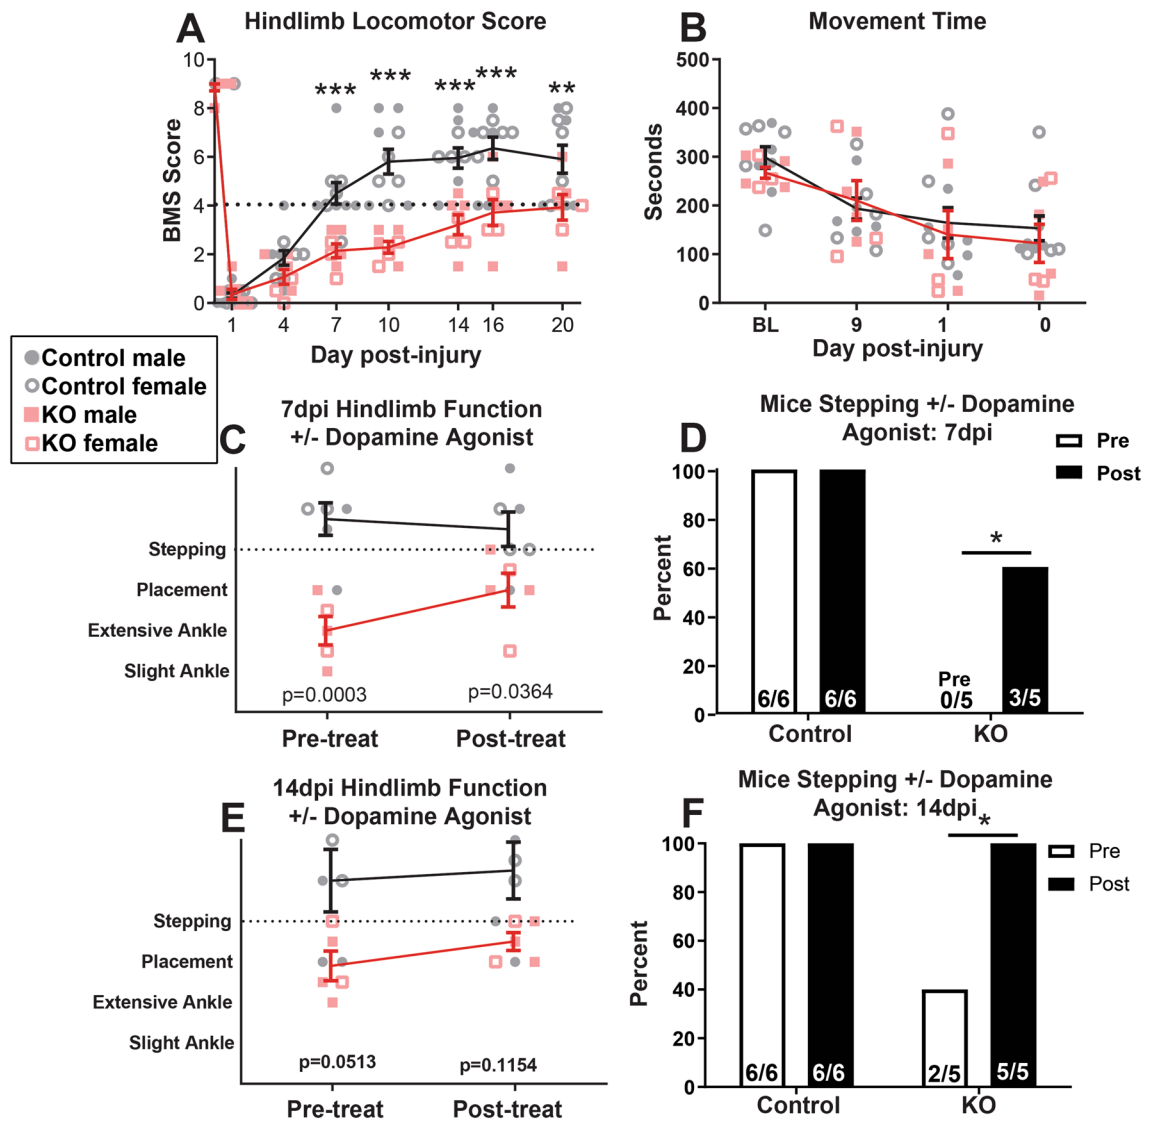 A
Hindlimb Locomotor Score
BMS Score
10
8
6
4
2
0
***
***
***
***
**
1
4
7
10
14
16
20
Day post-injury
B
Movement Time
Seconds
500
400
300
200
100
0
BL
9
1
0
Day post-injury
Control male
Control female
KO male
KO female
C
7dpi Hindlimb Function
+/- Dopamine Agonist
Stepping
Placement
Extensive Ankle
Slight Ankle
p=0.0003
p=0.0364
Pre-treat
Post-treat
D
Mice Stepping +/- Dopamine
Agonist: 7dpi
Pre
Post
Percent
100
80
60
40
20
0
*
6/6
6/6
Pre
0/5
3/5
Control
KO
E
14dpi Hindlimb Function
+/- Dopamine Agonist
Stepping
Placement
Extensive Ankle
Slight Ankle
p=0.0513
p=0.1154
Pre-treat
Post-treat
F
Mice Stepping +/- Dopamine
Agonist: 14dpi
*
Pre
Post
Percent
100
80
60
40
20
0
6/6
6/6
2/5
5/5
Control
KO